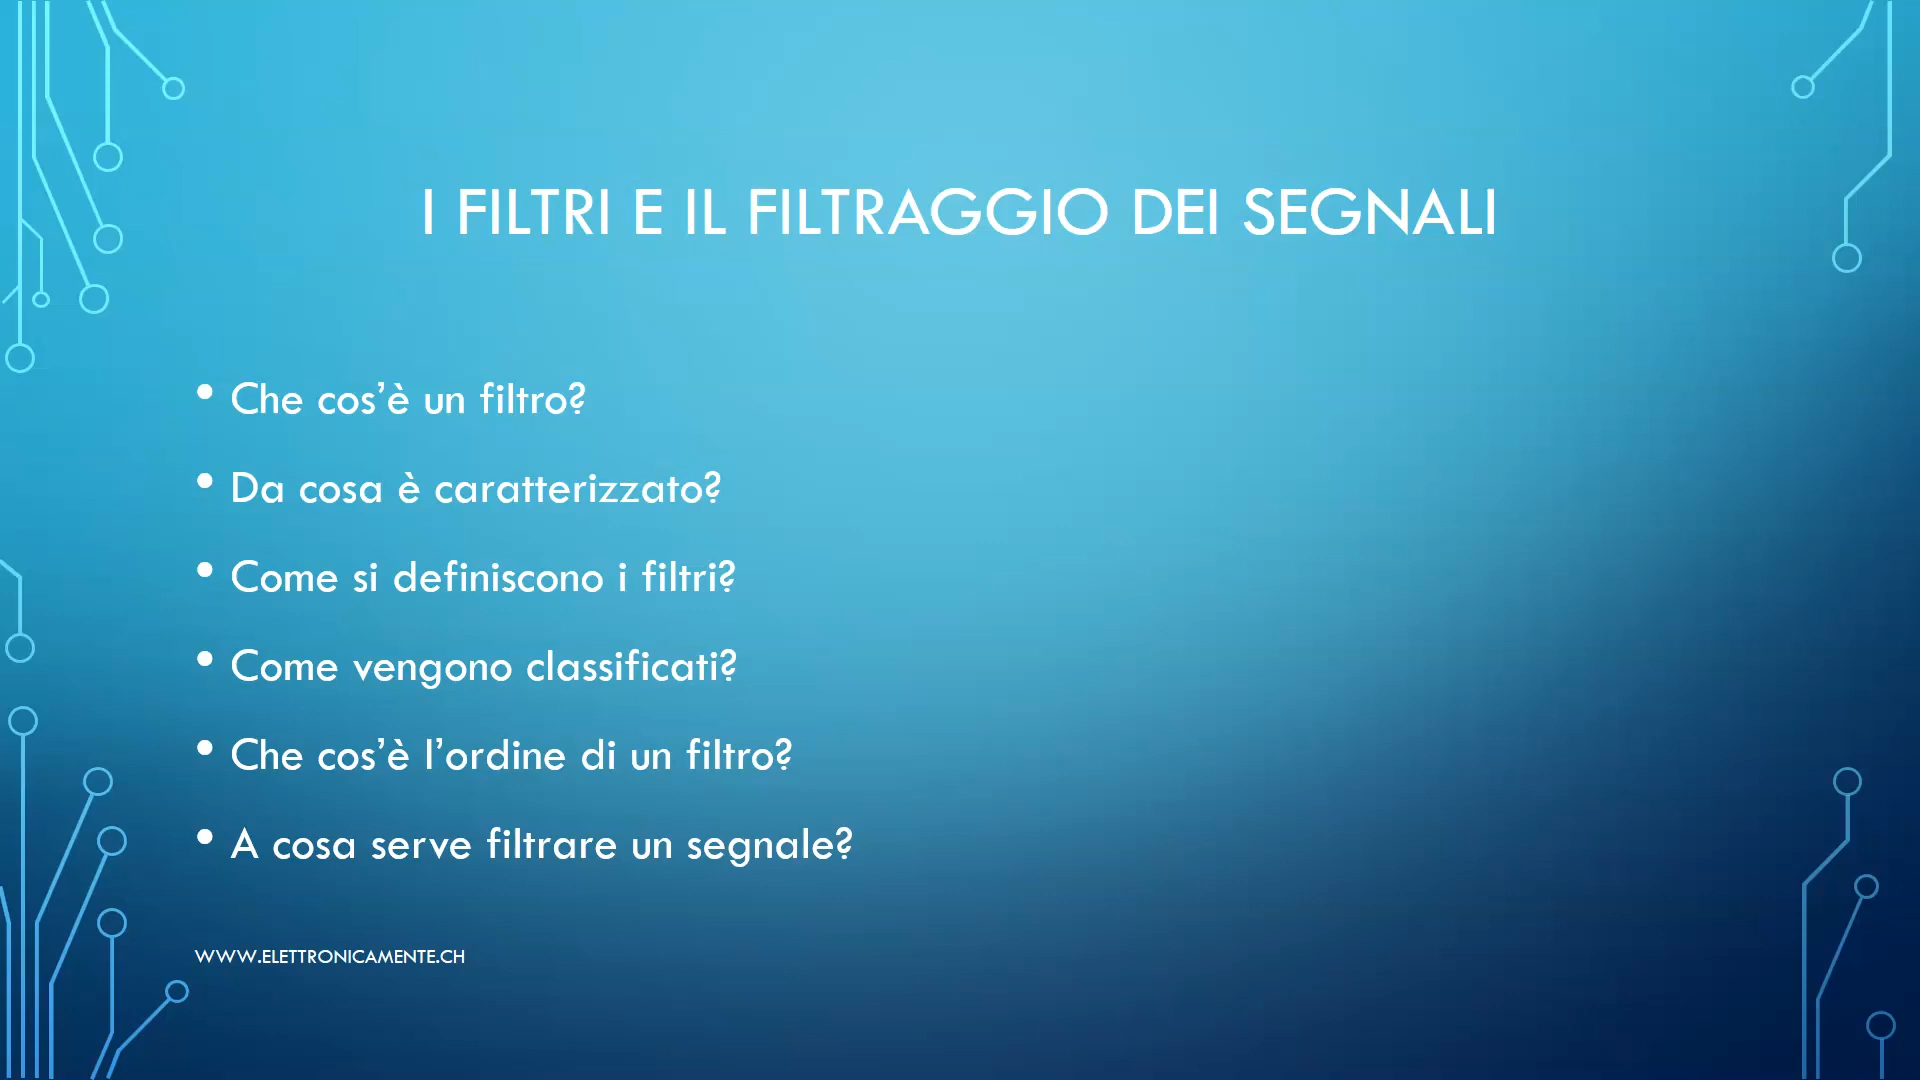 I FILTRI E IL FILTRAGGIO DEI SEGNALI
• Che cos’è un filtro?
• Da cosa è caratterizzato?
• Come si definiscono i filtri?
• Come vengono classificati?
• Che cos’è l’ordine di un filtro?
• A cosa serve filtrare un segnale?
WWW.ELETTRONICAMENTE.CH